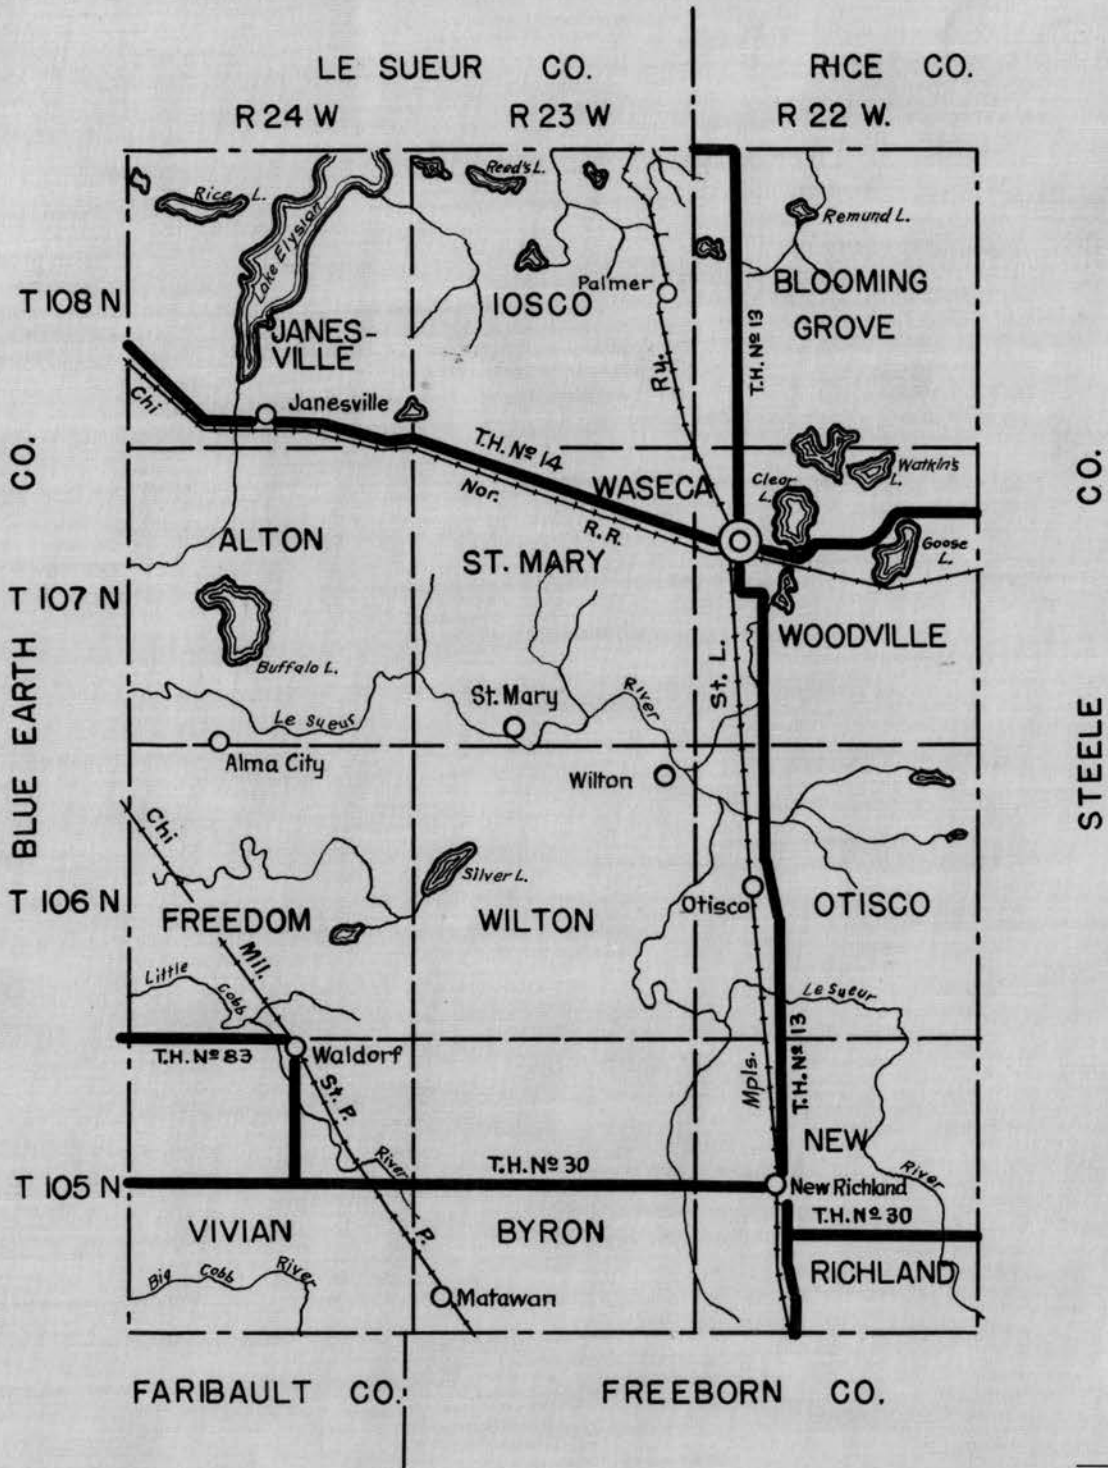 LE SUEUR CO.
RICE CO.
R 24 W
R 23 W
R 22 W.
Rice L.
Lake Elysian
Reed's L.
Remund L.
T 108 N
JANES-
VILLE
IOSCO
Palmer
BLOOMING
GROVE
T.H. Nº 13
Ry.
Chi
Janesville
T.H. Nº 14
Nor.
R.R.
WASECA
Clear
L.
Watkin's
L.
Goose
L.
BLUE EARTH CO.
STEELE CO.
ALTON
ST. MARY
T 107 N
WOODVILLE
Buffalo L.
St. L.
Le Sueur
St. Mary
River
Alma City
Wilton
Chi
Silver L.
T 106 N
FREEDOM
WILTON
Otisco
OTISCO
Mil.
Little
Cobb
Le Sueur
T.H. Nº 83
Waldorf
St. P.
Mpls.
T.H. Nº 13
NEW
River
T.H. Nº 30
River
T 105 N
New Richland
T.H. Nº 30
VIVIAN
P.
BYRON
RICHLAND
Big Cobb River
Matawan
FARIBAULT CO.
FREEBORN CO.